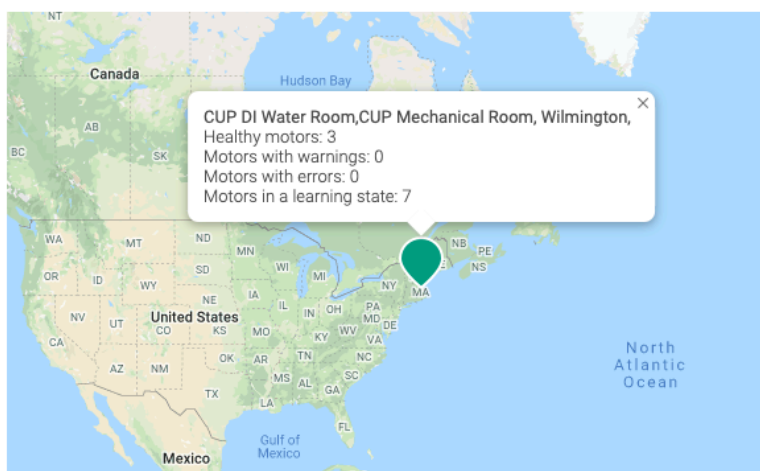 NT
Canada
Hudson Bay
AB
BC
SK
×
CUP DI Water Room,CUP Mechanical Room, Wilmington,
Healthy motors: 3
Motors with warnings: 0
Motors with errors: 0
Motors in a learning state: 7
WA
MT
ND
MN
NB
PE
NS
OR
ID
WY
SD
WI
MI
NY
MA
NE
IA
IL
IN
OH
PA
MD
DE
NV
UT
United States
CO
KS
MO
KY
WV
VA
CA
AZ
NM
OK
AR
TN
NC
SC
MS
AL
GA
TX
LA
FL
North
Atlantic
Ocean
Gulf of
Mexico
Mexico